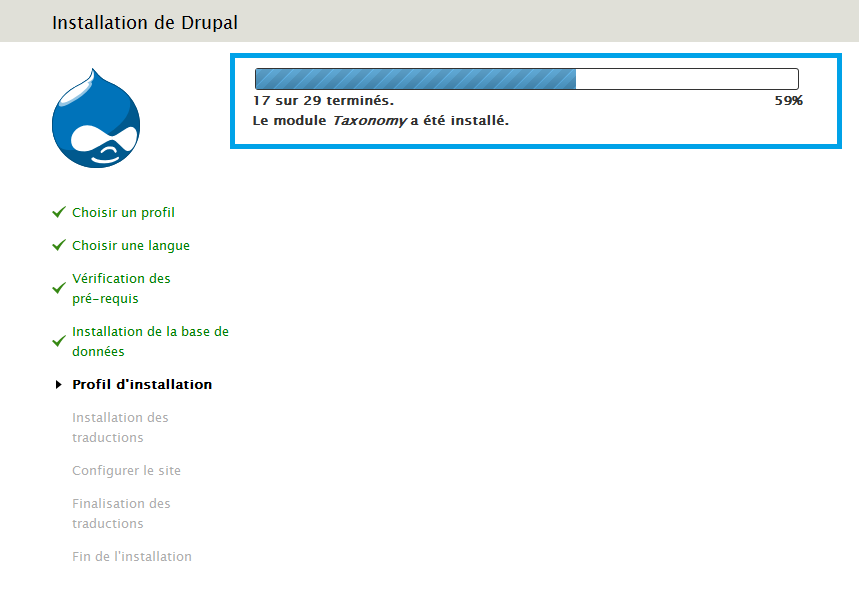 Installation de Drupal
17 sur 29 terminés.
59%
Le module Taxonomy a été installé.
Choisir un profil
Choisir une langue
Vérification des
pré-requis
Installation de la base de
données
Profil d'installation
Installation des
traductions
Configurer le site
Finalisation des
traductions
Fin de l'installation